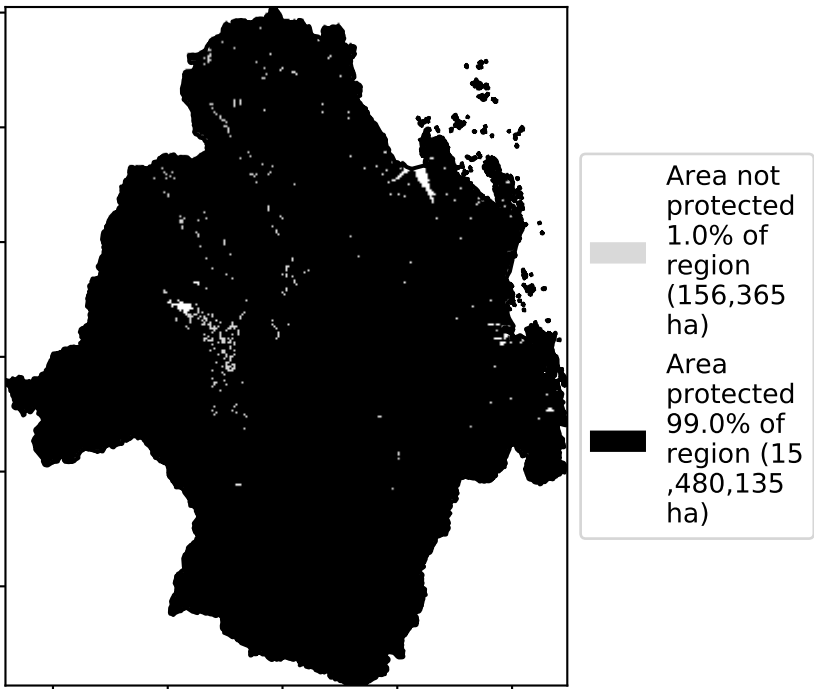 Area not
protected
1.0% of
region
(156,365
ha)
Area
protected
99.0% of
region (15
,480,135
ha)